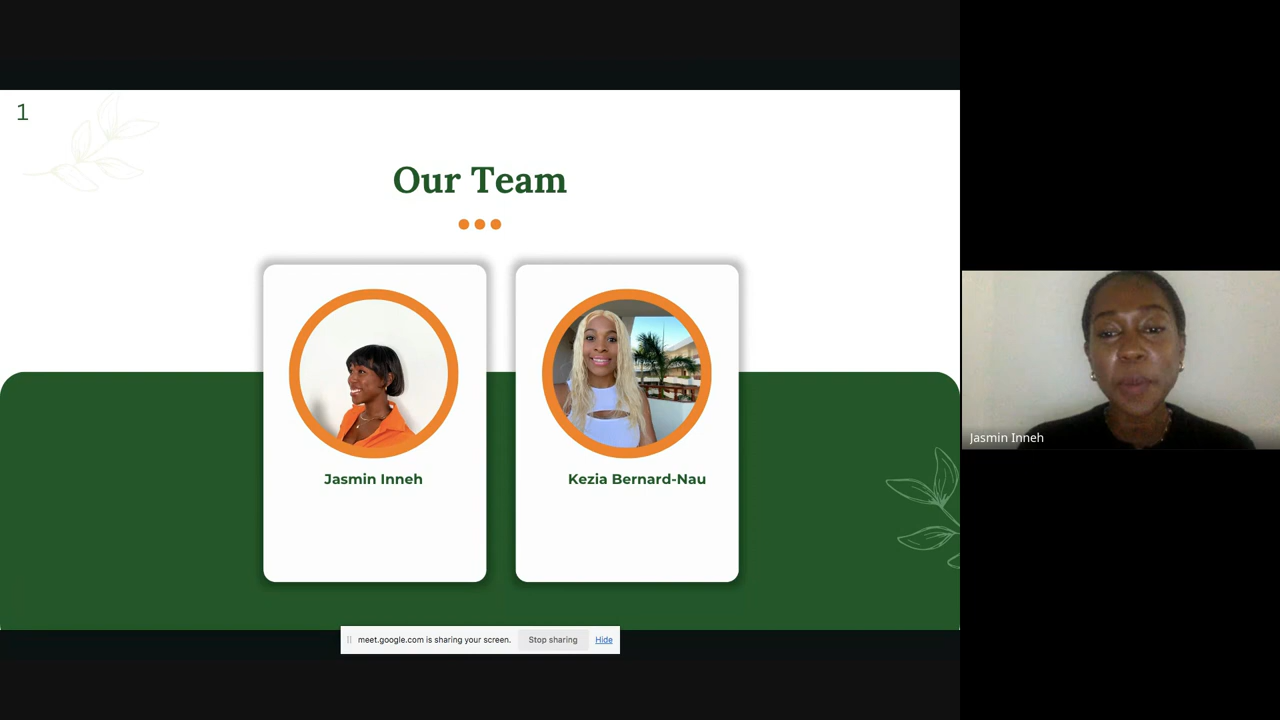 1
Our Team
Jasmin Inneh
Kezia Bernard-Nau
Jasmin Inneh
meet.google.com is sharing your screen.
Stop sharing
Hide